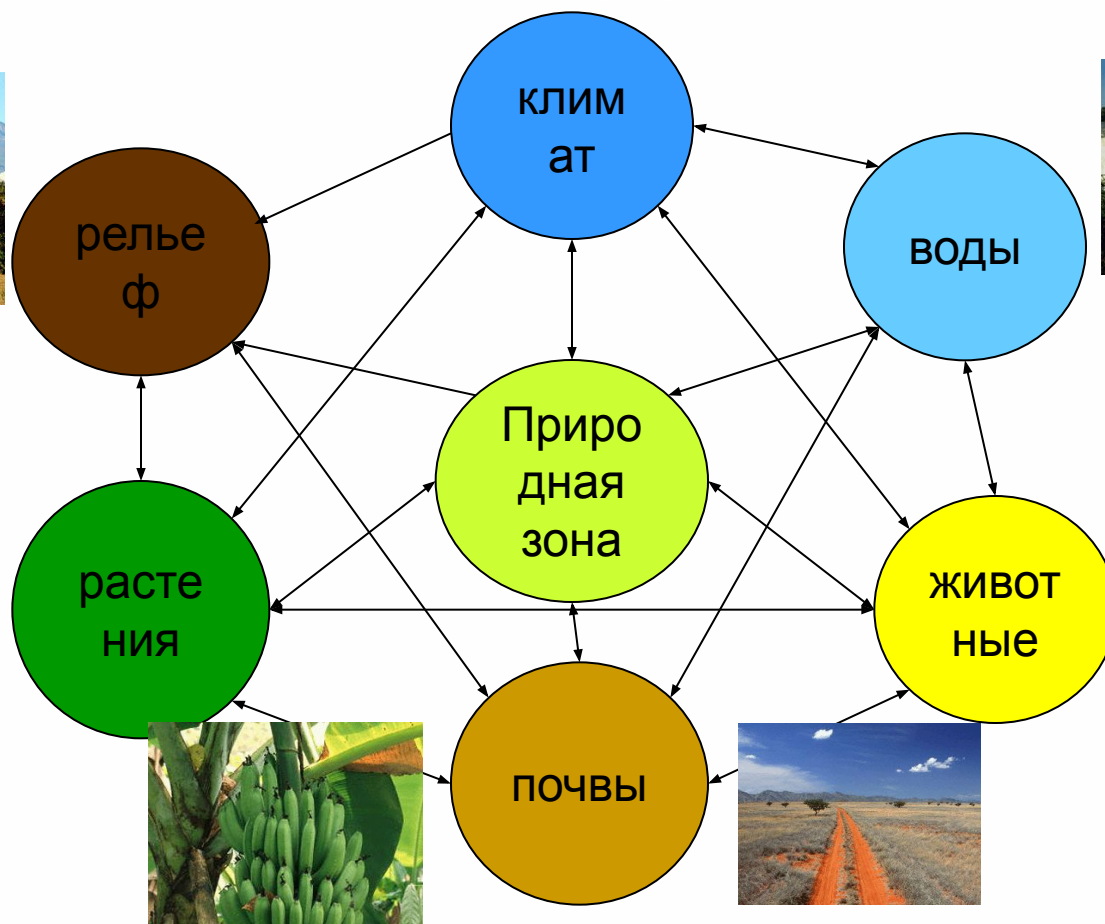 клим
ат
релье
ф
воды
Приро
дная
зона
расте
ния
живот
ные
почвы